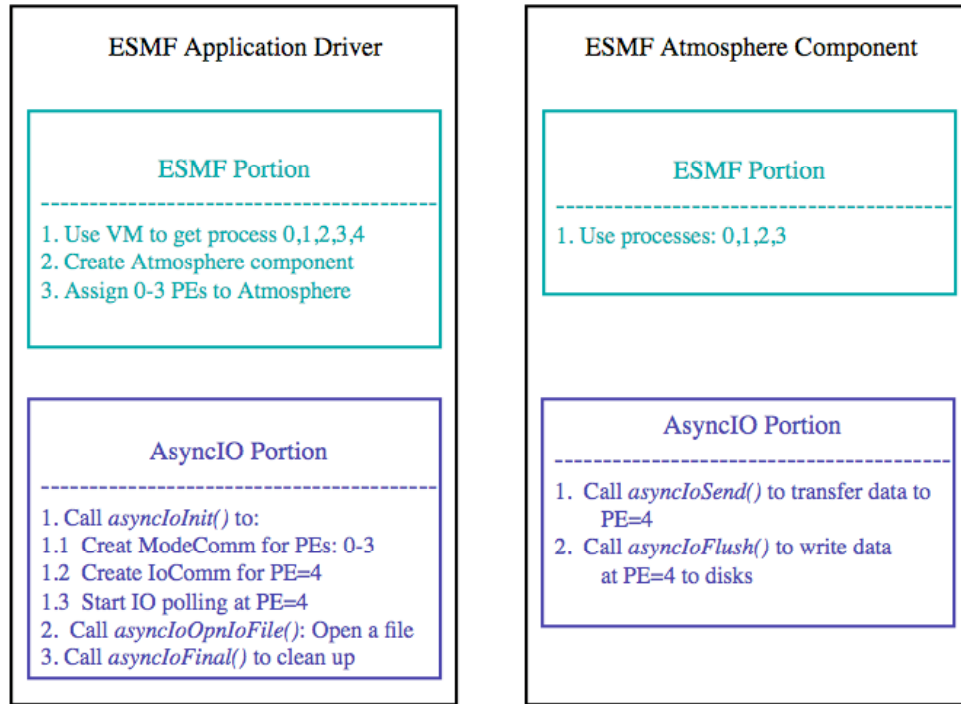 ESMF Application Driver
ESMF Portion
1. Use VM to get process 0,1,2,3,4
2. Create Atmosphere component
3. Assign 0-3 PEs to Atmosphere
AsyncIO Portion
1. Call asyncIoInit() to:
1.1 Creat ModeComm for PEs: 0-3
1.2 Create IoComm for PE=4
1.3 Start IO polling at PE=4
2. Call asyncIoOpnIoFile(): Open a file
3. Call asyncIoFinal() to clean up
ESMF Atmosphere Component
ESMF Portion
1. Use processes: 0,1,2,3
AsyncIO Portion
1. Call asyncIoSend() to transfer data to
PE=4
2. Call asyncIoFlush() to write data
at PE=4 to disks